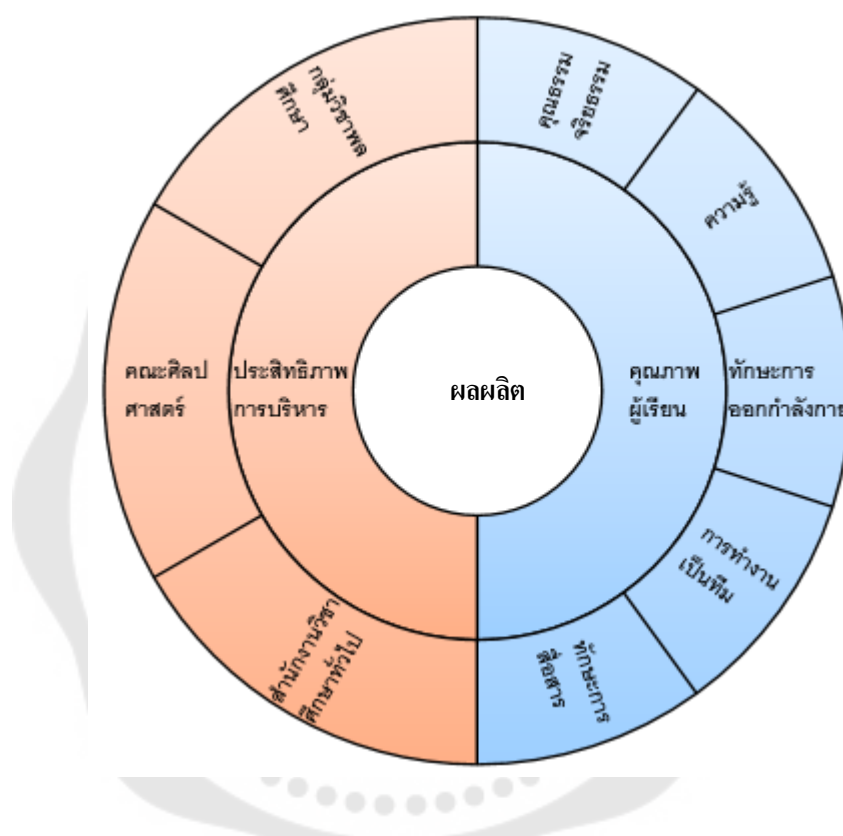 กลุ่มวิชาพล
ศึกษา
คุณธรรม
จริยธรรม
ความรู้
คณะศิลป
ศาสตร์
ประสิทธิภาพ
การบริหาร
ผลผลิต
คุณภาพ
ผู้เรียน
ทักษะการ
ออกกำลังกาย
การทำงาน
เป็นทีม
สำนักงานวิชา
ศึกษาทั่วไป
ทักษะการ
สื่อสาร